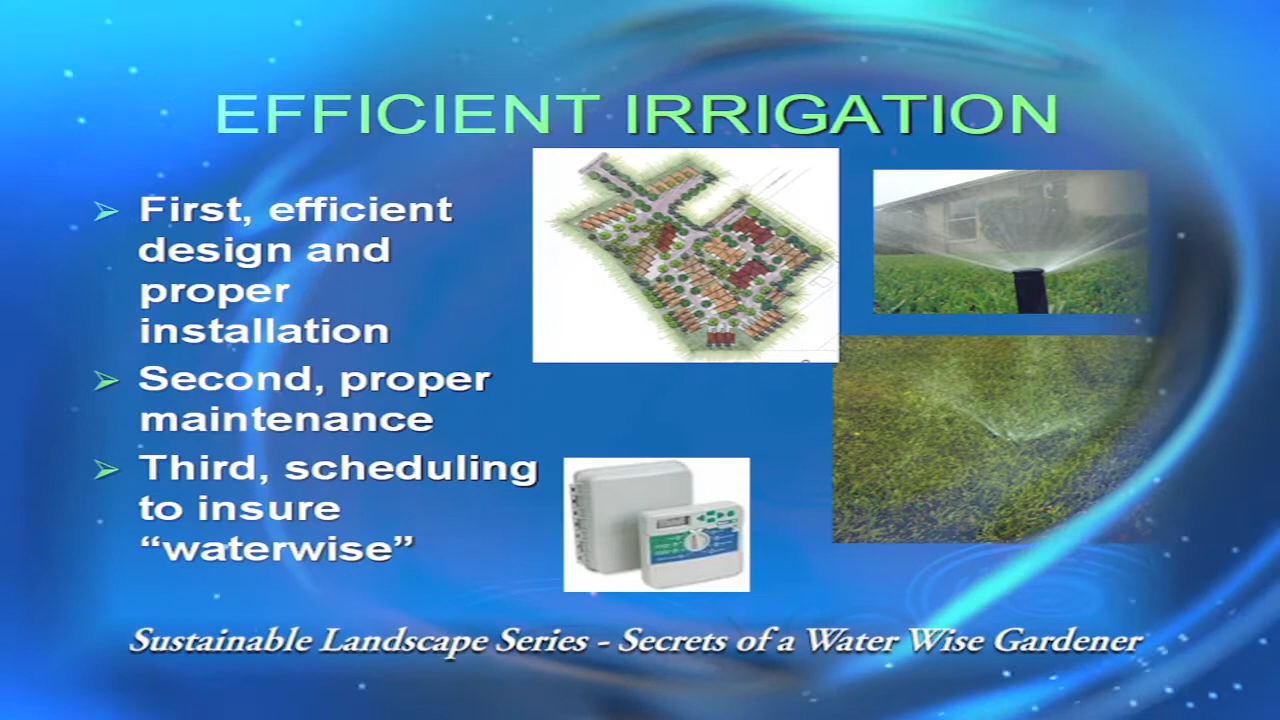 EFFICIENT IRRIGATION
➢ First, efficient
design and
proper
installation
➢ Second, proper
maintenance
➢ Third, scheduling
to insure
“waterwise”
Sustainable Landscape Series - Secrets of a Water Wise Gardener